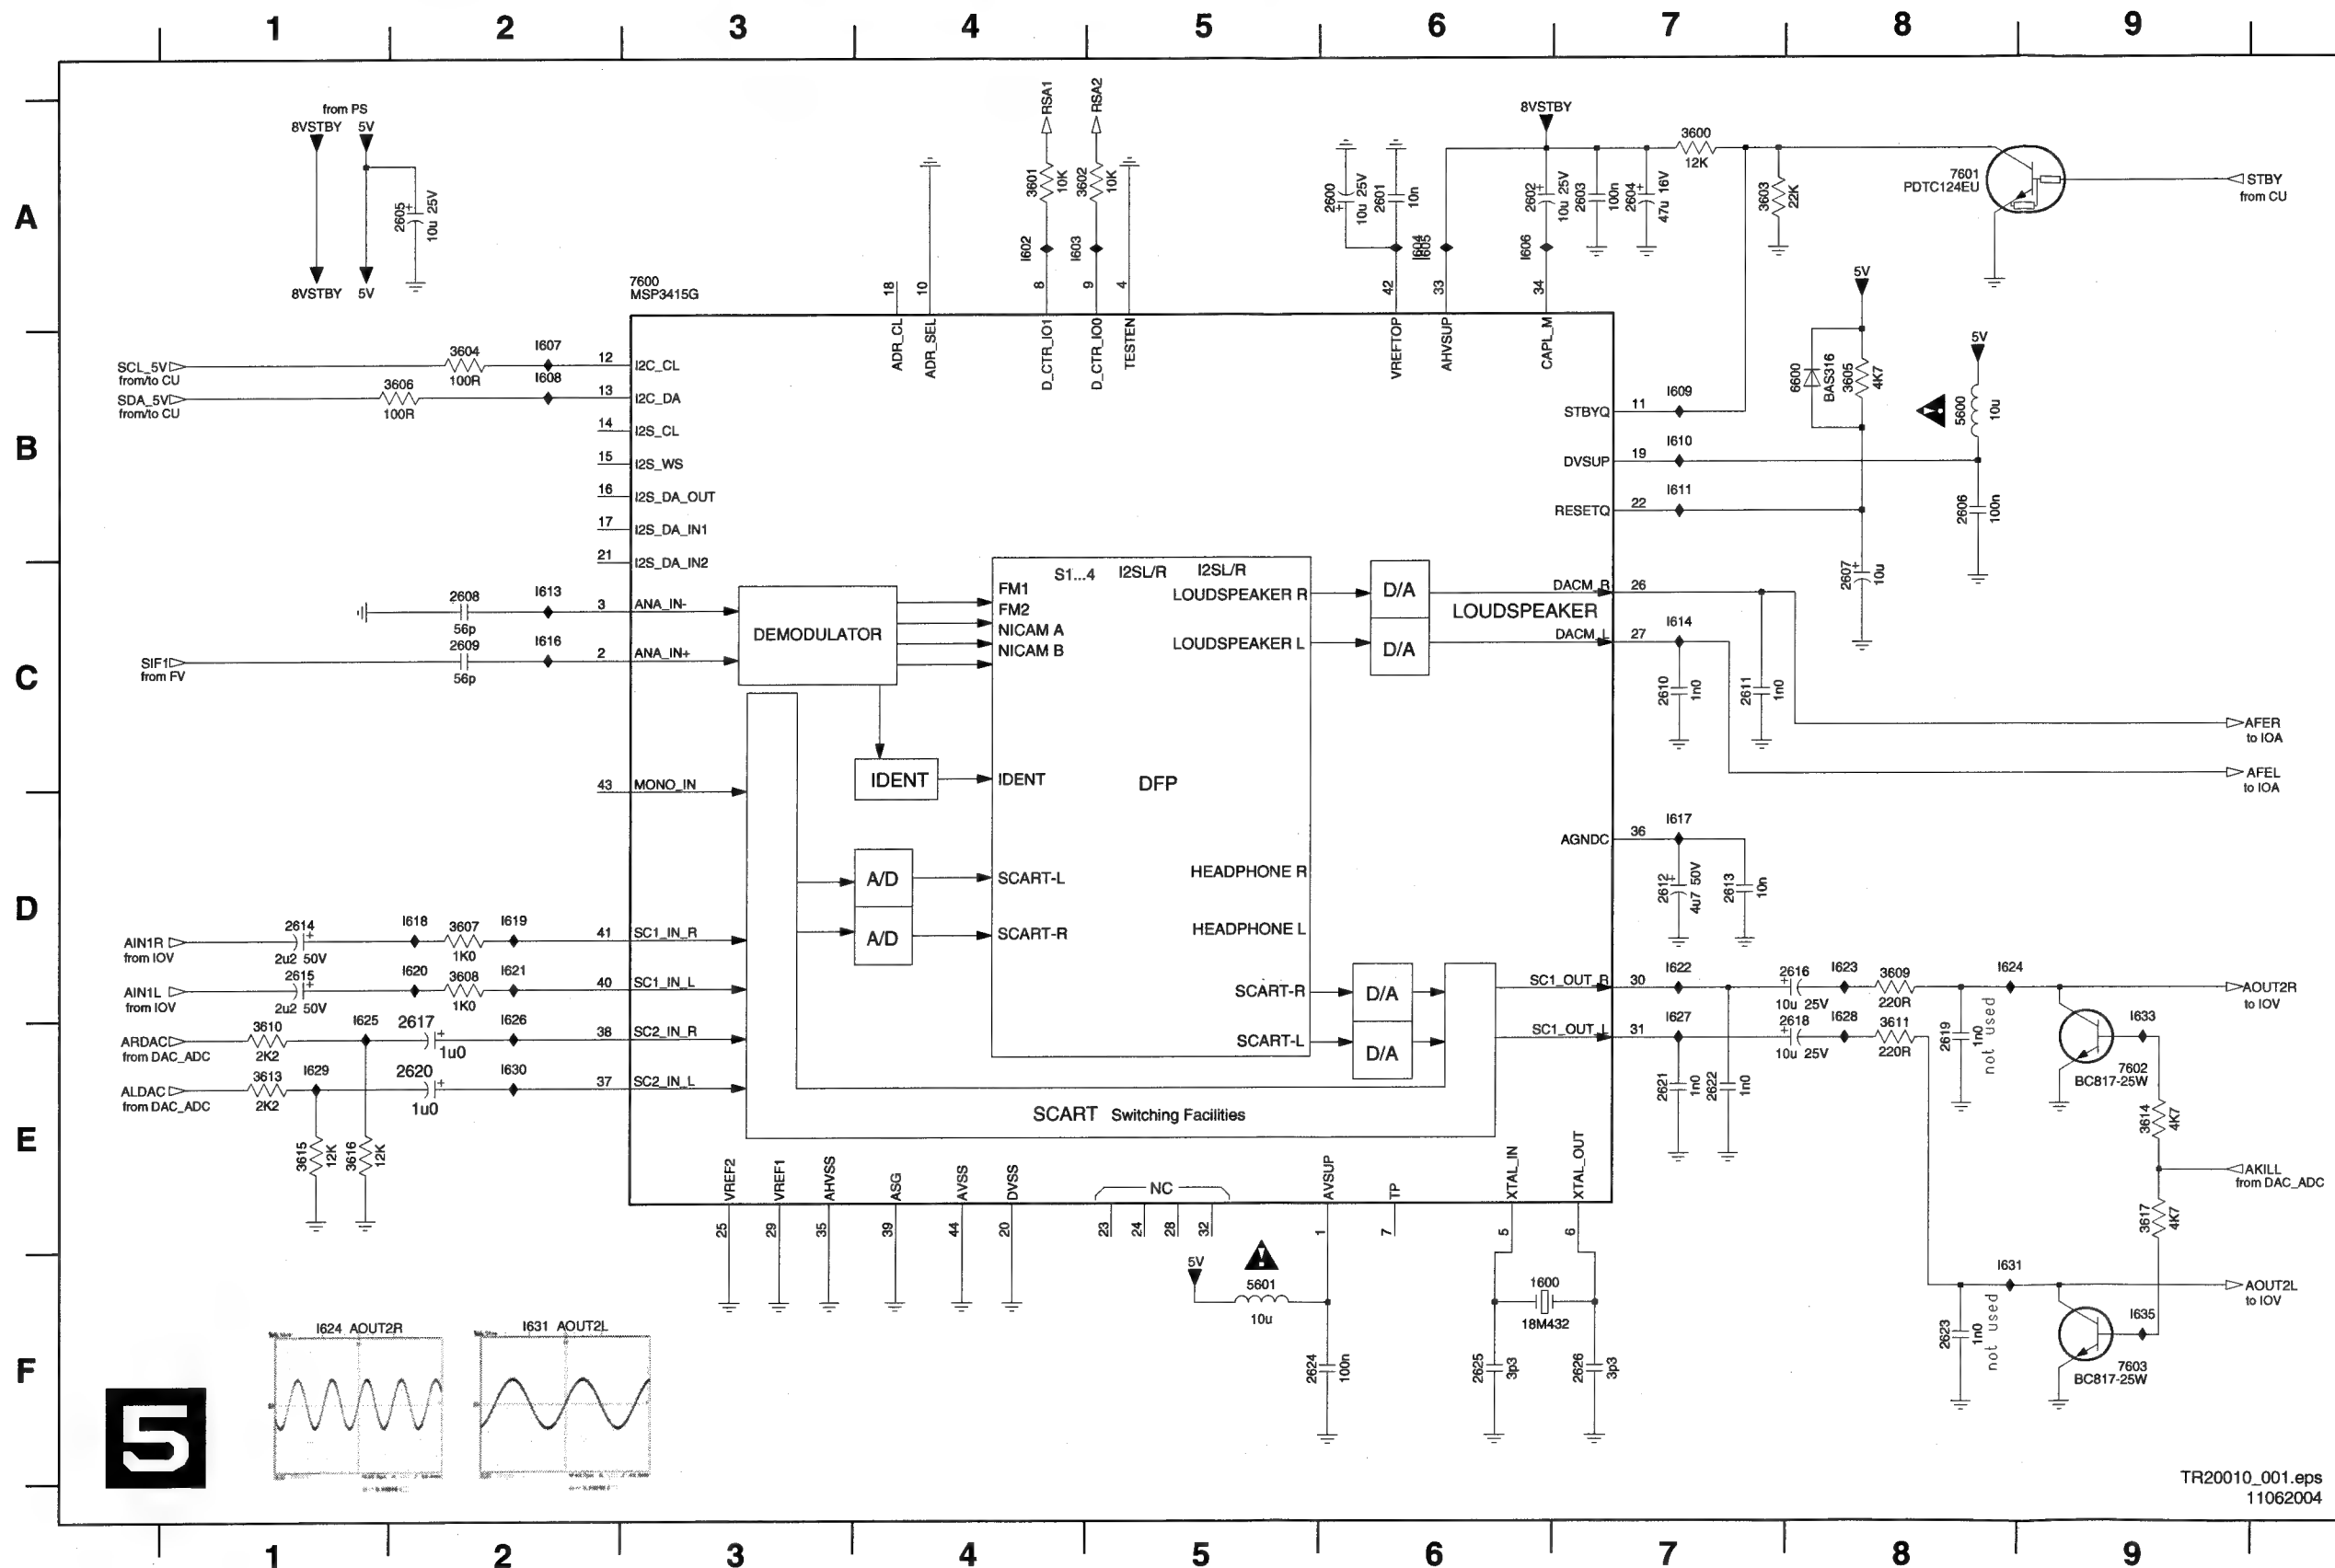 1 2 3 4 5 6 7 8 9
A
B
C
D
E
F
from PS
8VSTBY 5V
2605 + 10u 25V
8VSTBY 5V
RSA1
3601 10K
I602
8
RSA2
3602 10K
I603
9
18
10
4
2600 + 10u 25V
2601 10n
I604
I605
42
33
8VSTBY
2602 + 10u 25V
2603 100n
2604 + 47u 16V
I606
34
3600
12K
3603 22K
7601
PDTC124EU
STBY
from CU
7600
MSP3415G
ADR_CL
ADR_SEL
D_CTR_IO1
D_CTR_IO0
TESTEN
VREFTOP
AHVSUP
CAPL_M
SCL_5V
from/to CU
3604
100R
I607
12 I2C_CL
SDA_5V
from/to CU
3606
100R
I608
13 I2C_DA
14 I2S_CL
15 I2S_WS
16 I2S_DA_OUT
17 I2S_DA_IN1
21 I2S_DA_IN2
STBYQ 11 I609
DVSUP 19 I610
RESETQ 22 I611
5V
6600 BAS316
3605 4K7
2607 + 10u
5V
5600 10u
2606 100n
2608
56p
I613
3 ANA_IN-
SIF1
from FV
2609
56p
I616
2 ANA_IN+
DEMODULATOR
IDENT
43 MONO_IN
S1...4 I2SL/R I2SL/R
FM1
FM2
NICAM A
NICAM B
IDENT
DFP
LOUDSPEAKER R
LOUDSPEAKER L
D/A
D/A
LOUDSPEAKER
DACM_R 26
DACM_L 27 I614
2610 1n0
2611 1n0
AFER
to IOA
AFEL
to IOA
A/D
A/D
SCART-L
SCART-R
HEADPHONE R
HEADPHONE L
SCART-R
SCART-L
D/A
D/A
AGNDC 36 I617
2612 + 4u7 50V
2613 10n
AIN1R
from IOV
2614
+
2u2 50V
I618
3607
1K0
I619
41 SC1_IN_R
AIN1L
from IOV
2615
+
2u2 50V
I620
3608
1K0
I621
40 SC1_IN_L
ARDAC
from DAC_ADC
3610
2K2
I625
2617
+
1u0
I626
38 SC2_IN_R
ALDAC
from DAC_ADC
3613
2K2
I629
2620
+
1u0
I630
37 SC2_IN_L
3615 12K
3616 12K
SC1_OUT_R 30 I622
2616
+
10u 25V
I623
3609
220R
I624
AOUT2R
to IOV
SC1_OUT_L 31 I627
2618
+
10u 25V
I628
3611
220R
2621 1n0
2622 1n0
2619 1n0
not used
I633
7602
BC817-25W
3614 4K7
AKILL
from DAC_ADC
3617 4K7
I631
AOUT2L
to IOV
2623 1n0
not used
I635
7603
BC817-25W
SCART Switching Facilities
VREF2
VREF1
AHVSS
ASG
AVSS
DVSS
NC
AVSUP
TP
XTAL_IN
XTAL_OUT
25
29
35
39
44
20
23
24
28
32
1
7
5
6
5V
5601
10u
2624 100n
1600
18M432
2625 3p3
2626 3p3
5
I624 AOUT2R
I631 AOUT2L
TR20010_001.eps
11062004
1 2 3 4 5 6 7 8 9